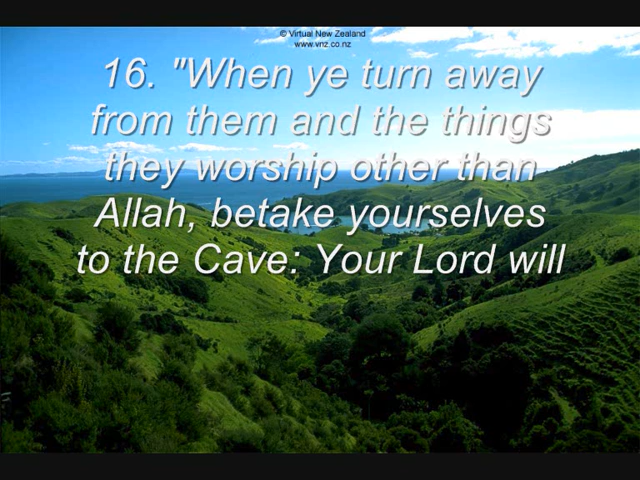 © Virtual New Zealand
www.vnz.co.nz
16. "When ye turn away
from them and the things
they worship other than
Allah, betake yourselves
to the Cave: Your Lord will